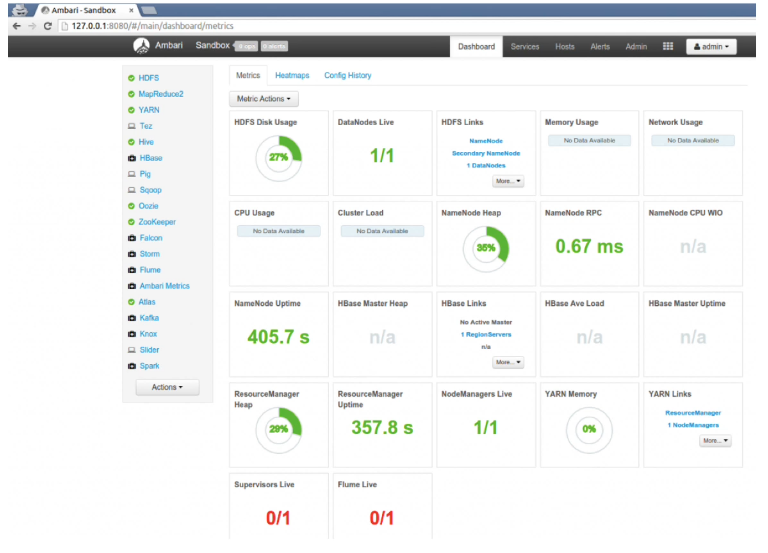 Ambari - Sandbox
127.0.0.1:8080/#/main/dashboard/metrics
Ambari Sandbox 0 ops 0 alerts Dashboard Services Hosts Alerts Admin admin
HDFS
MapReduce2
YARN
Tez
Hive
HBase
Pig
Sqoop
Oozie
ZooKeeper
Falcon
Storm
Flume
Ambari Metrics
Atlas
Kafka
Knox
Slider
Spark
Actions
Metrics Heatmaps Config History
Metric Actions
HDFS Disk Usage
27%
DataNodes Live
1/1
HDFS Links
NameNode
Secondary NameNode
1 DataNodes
More...
Memory Usage
No Data Available
Network Usage
No Data Available
CPU Usage
No Data Available
Cluster Load
No Data Available
NameNode Heap
35%
NameNode RPC
0.67 ms
NameNode CPU WIO
n/a
NameNode Uptime
405.7 s
HBase Master Heap
n/a
HBase Links
No Active Master
1 RegionServers
n/a
More...
HBase Ave Load
n/a
HBase Master Uptime
n/a
ResourceManager
Heap
29%
ResourceManager
Uptime
357.8 s
NodeManagers Live
1/1
YARN Memory
0%
YARN Links
ResourceManager
1 NodeManagers
More...
Supervisors Live
0/1
Flume Live
0/1